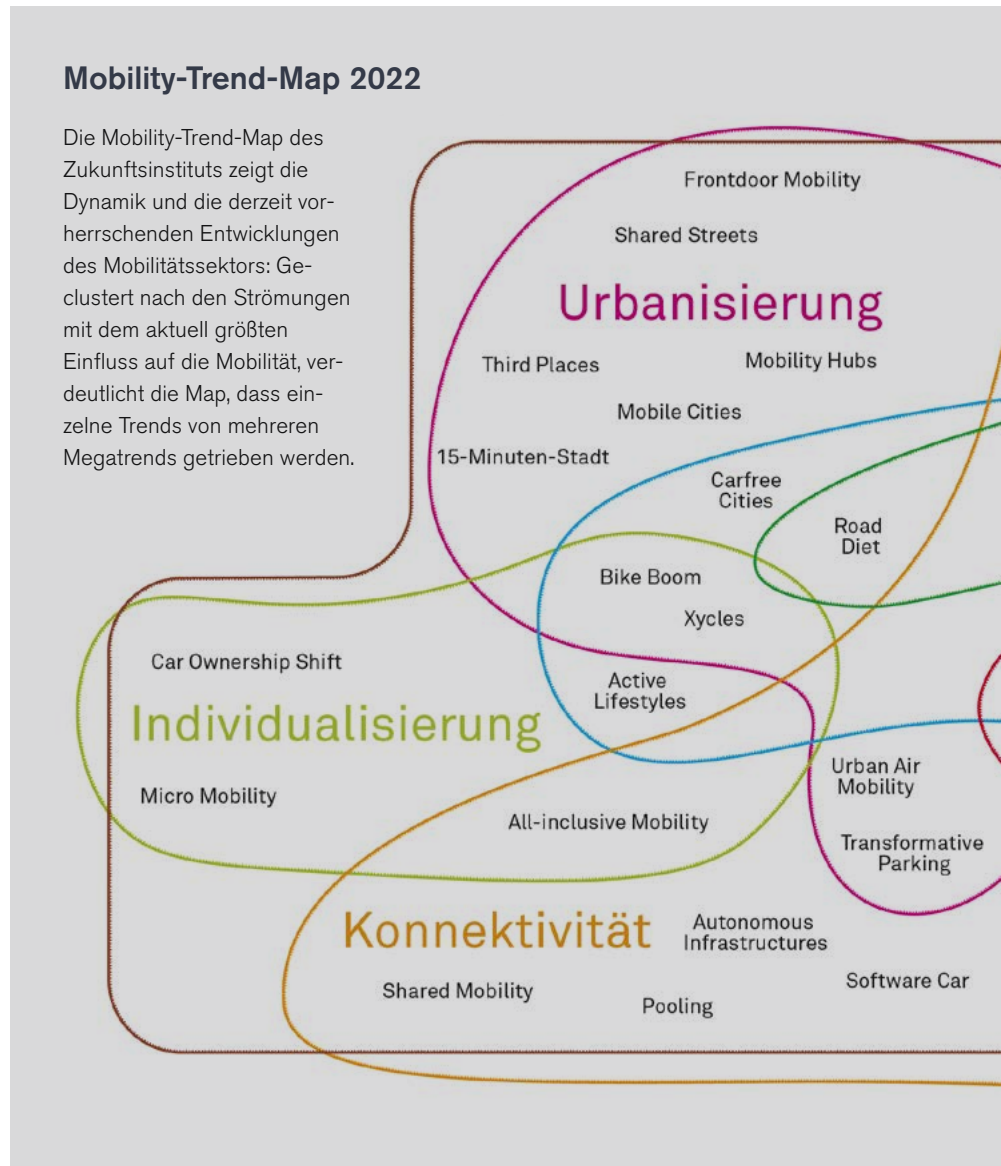 Mobility-Trend-Map 2022
Die Mobility-Trend-Map des
Zukunftsinstituts zeigt die
Dynamik und die derzeit vor-
herrschenden Entwicklungen
des Mobilitätssektors: Ge-
clustert nach den Strömungen
mit dem aktuell größten
Einfluss auf die Mobilität, ver-
deutlicht die Map, dass ein-
zelne Trends von mehreren
Megatrends getrieben werden.
Frontdoor Mobility
Shared Streets
Urbanisierung
Third Places
Mobility Hubs
Mobile Cities
15-Minuten-Stadt
Carfree
Cities
Road
Diet
Bike Boom
Xycles
Car Ownership Shift
Active
Lifestyles
Individualisierung
Micro Mobility
Urban Air
Mobility
All-inclusive Mobility
Transformative
Parking
Konnektivität
Autonomous
Infrastructures
Shared Mobility
Pooling
Software Car